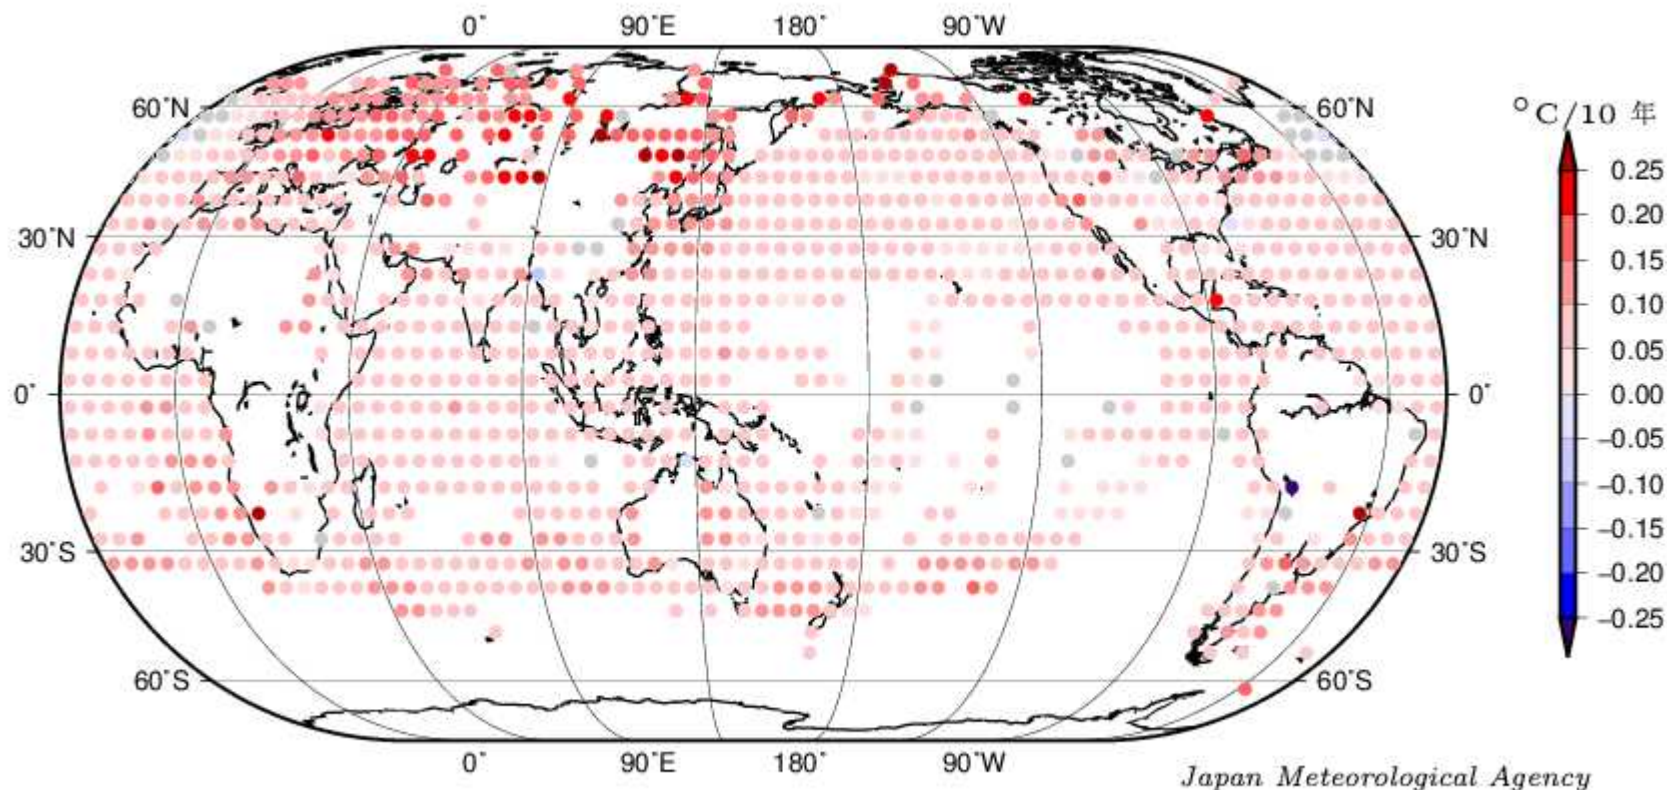 0° 90°E 180° 90°W
60°N 60°N
°C/10 年
0.25
0.20
30°N 30°N
0.15
0.10
0.05
0° 0°
0.00
−0.05
−0.10
−0.15
30°S 30°S
−0.20
−0.25
60°S 60°S
0° 90°E 180° 90°W
Japan Meteorological Agency